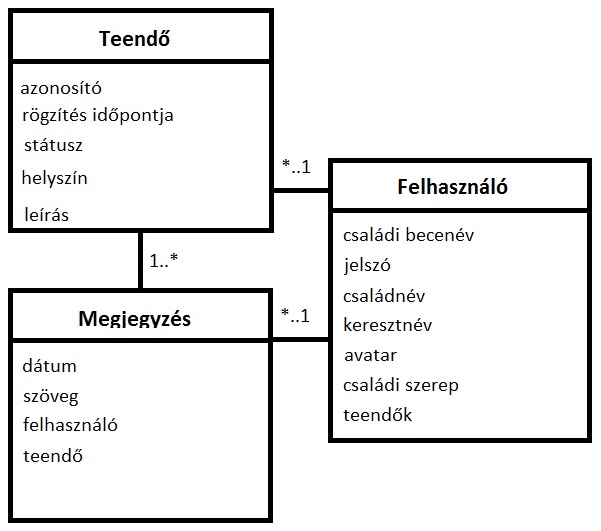 Teendő
azonosító
rögzítés időpontja
státusz
helyszín
leírás
*..1
Felhasználó
családi becenév
jelszó
családnév
keresztnév
avatar
családi szerep
teendők
1..*
*..1
Megjegyzés
dátum
szöveg
felhasználó
teendő